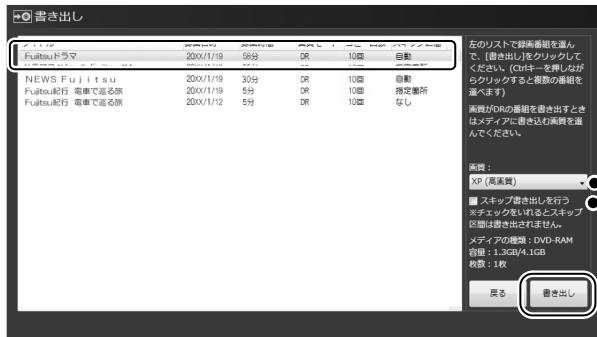 書き出し
Fujitsuドラマ 20XX/1/19 58分 DR 10回 自動
NEWS Fujitsu 20XX/1/19 30分 DR 10回 自動
Fujitsu紀行 電車で巡る旅 20XX/1/19 5分 DR 10回 指定箇所
Fujitsu紀行 電車で巡る旅 20XX/1/12 5分 DR 10回 なし
左のリストで録画番組を選ん
で、[書き出し]をクリックして
ください。(Ctrlキーを押しなが
らクリックすると複数の番組を
選べます)
画質がDRの番組を書き出すとき
はメディアに書き込む画質を選
んでください。
画質:
XP (高画質)
スキップ書き出しを行う
※チェックをいれるとスキップ
区間は書き出されません。
メディアの種類:DVD-RAM
容量:1.3GB/4.1GB
枚数:1枚
戻る 書き出し